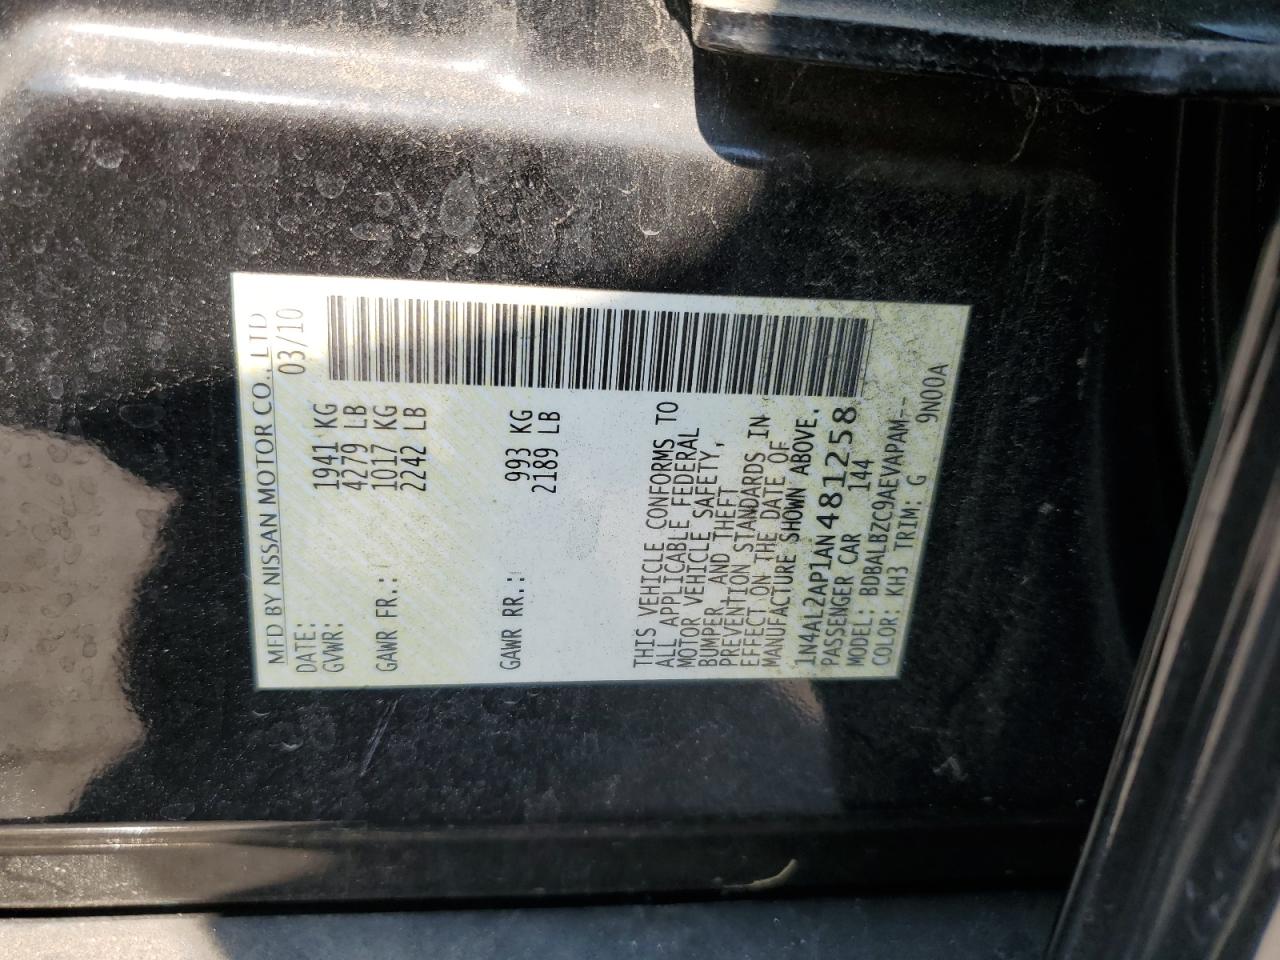 MFD BY NISSAN MOTOR CO., LTD
DATE: 03/10
GVWR: 1941 KG
4279 LB
GAWR FR.: 1017 KG
2242 LB
GAWR RR.: 993 KG
2189 LB
THIS VEHICLE CONFORMS TO
ALL APPLICABLE FEDERAL
MOTOR VEHICLE SAFETY,
BUMPER AND THEFT
PREVENTION STANDARDS IN
EFFECT ON THE DATE OF
MANUFACTURE SHOWN ABOVE.
1N4AL2AP1AN481258
PASSENGER CAR 144
MODEL: BDBALBZC9AEVAPAM--
COLOR: KH3 TRIM: G 9N00A